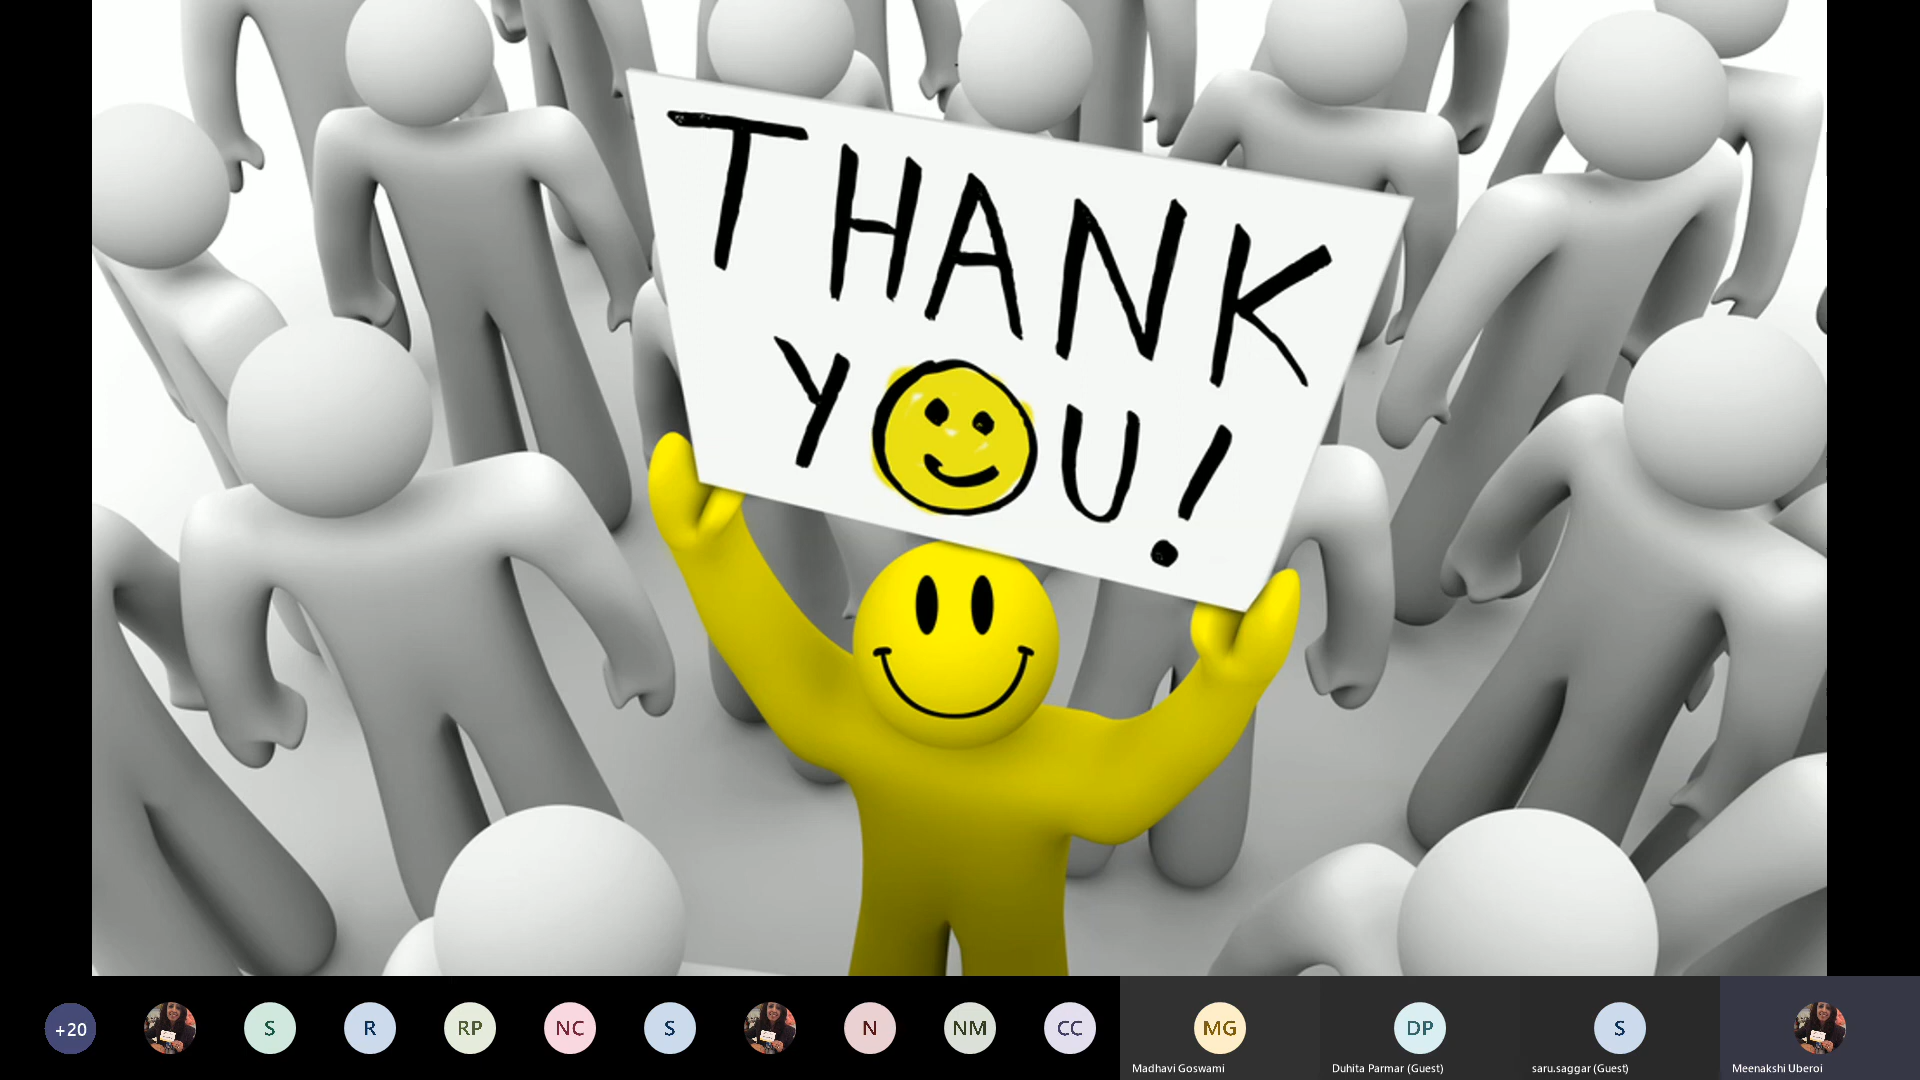 THANK
YOU!
+20
S
R
RP
NC
S
N
NM
CC
MG
DP
S
Madhavi Goswami
Duhita Parmar (Guest)
saru.saggar (Guest)
Meenakshi Uberoi